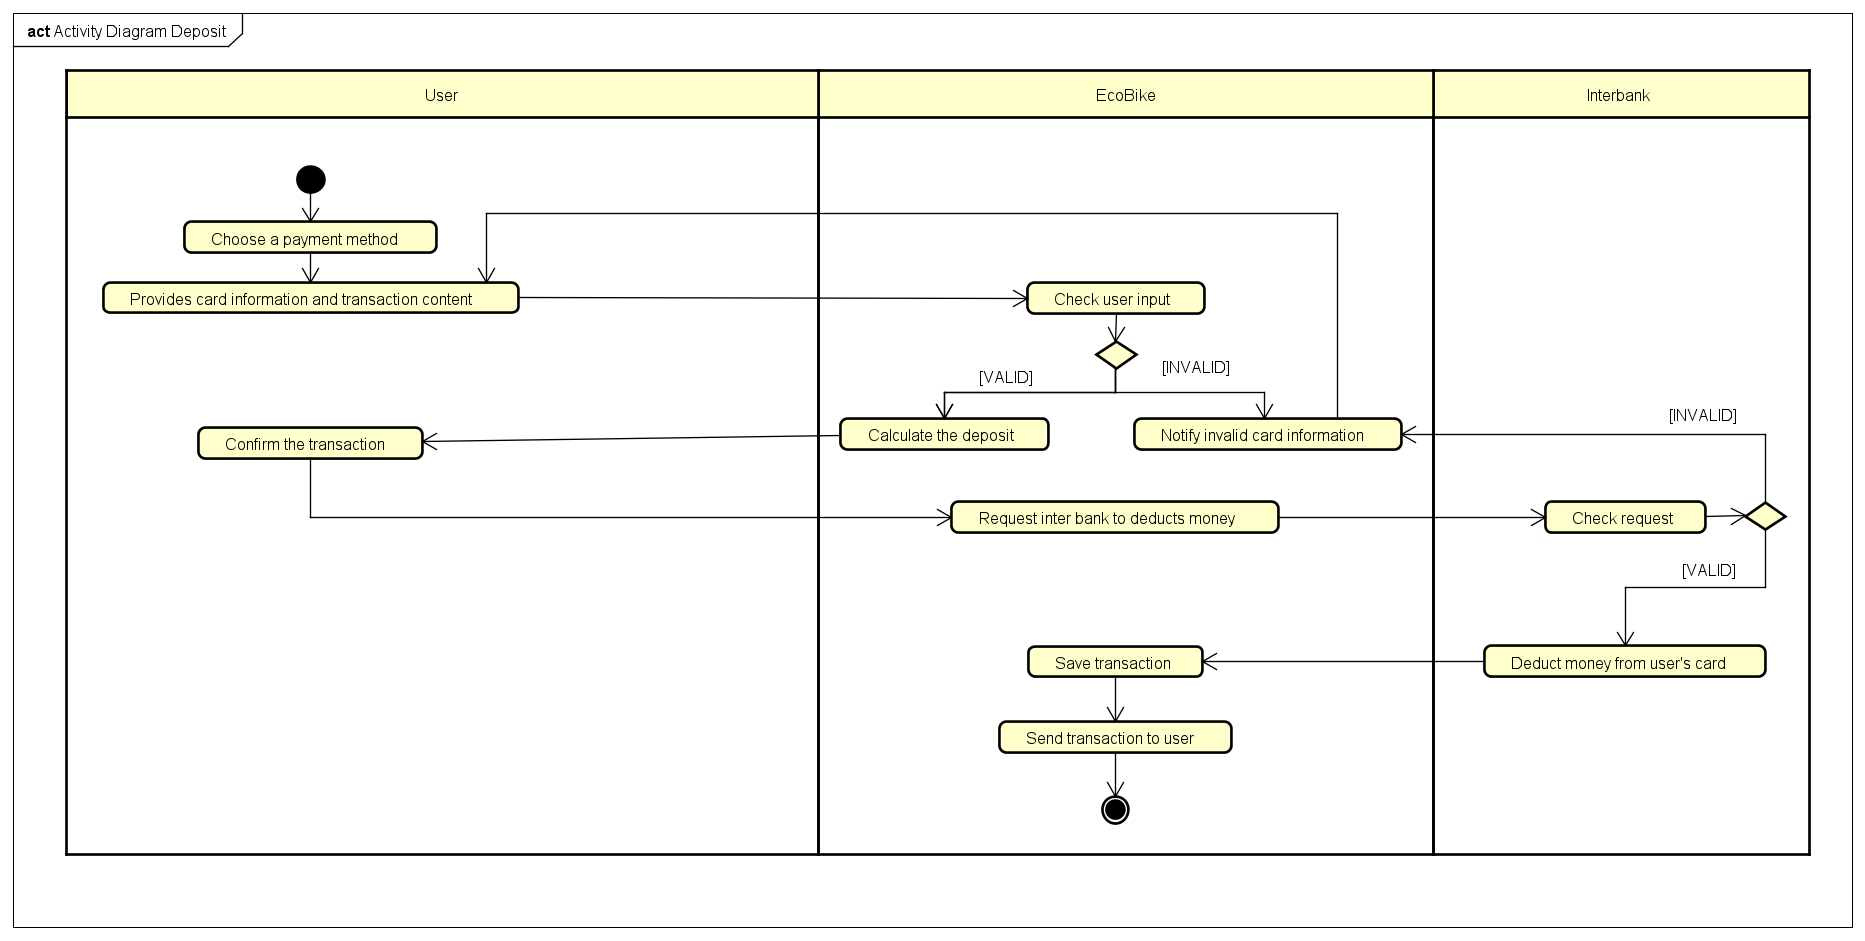 act Activity Diagram Deposit
User
EcoBike
Interbank
Choose a payment method
Provides card information and transaction content
Check user input
[VALID]
[INVALID]
Calculate the deposit
Notify invalid card information
[INVALID]
Confirm the transaction
Request inter bank to deducts money
Check request
[VALID]
Save transaction
Deduct money from user's card
Send transaction to user